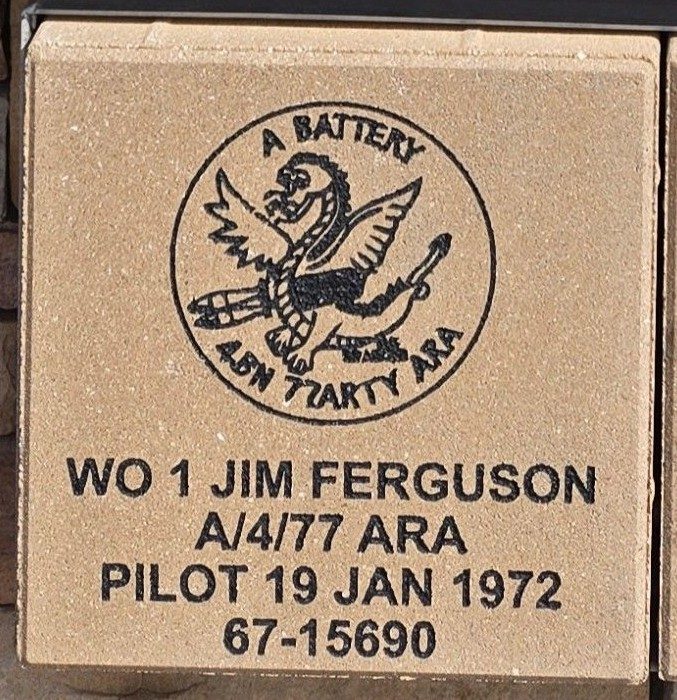 A BATTERY
4BN 77ARTY ARA
WO 1 JIM FERGUSON
A/4/77 ARA
PILOT 19 JAN 1972
67-15690